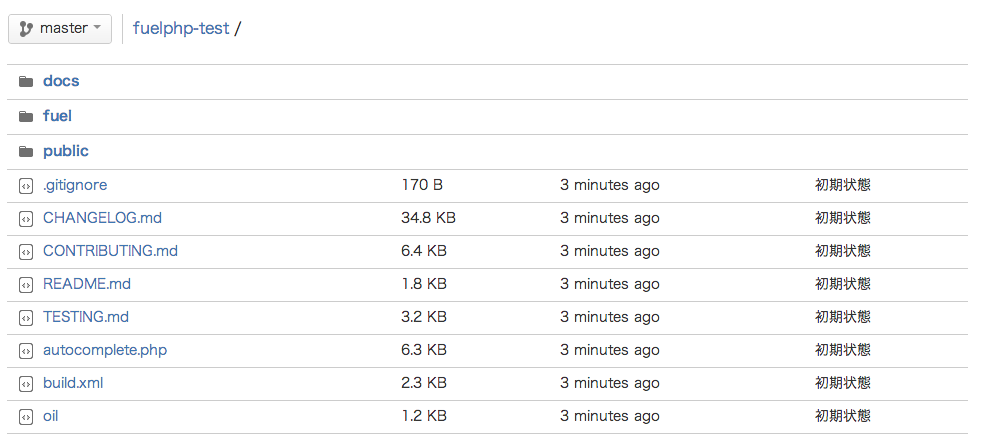 master fuelphp-test /
docs
fuel
public
.gitignore 170 B 3 minutes ago 初期状態
CHANGELOG.md 34.8 KB 3 minutes ago 初期状態
CONTRIBUTING.md 6.4 KB 3 minutes ago 初期状態
README.md 1.8 KB 3 minutes ago 初期状態
TESTING.md 3.2 KB 3 minutes ago 初期状態
autocomplete.php 6.3 KB 3 minutes ago 初期状態
build.xml 2.3 KB 3 minutes ago 初期状態
oil 1.2 KB 3 minutes ago 初期状態